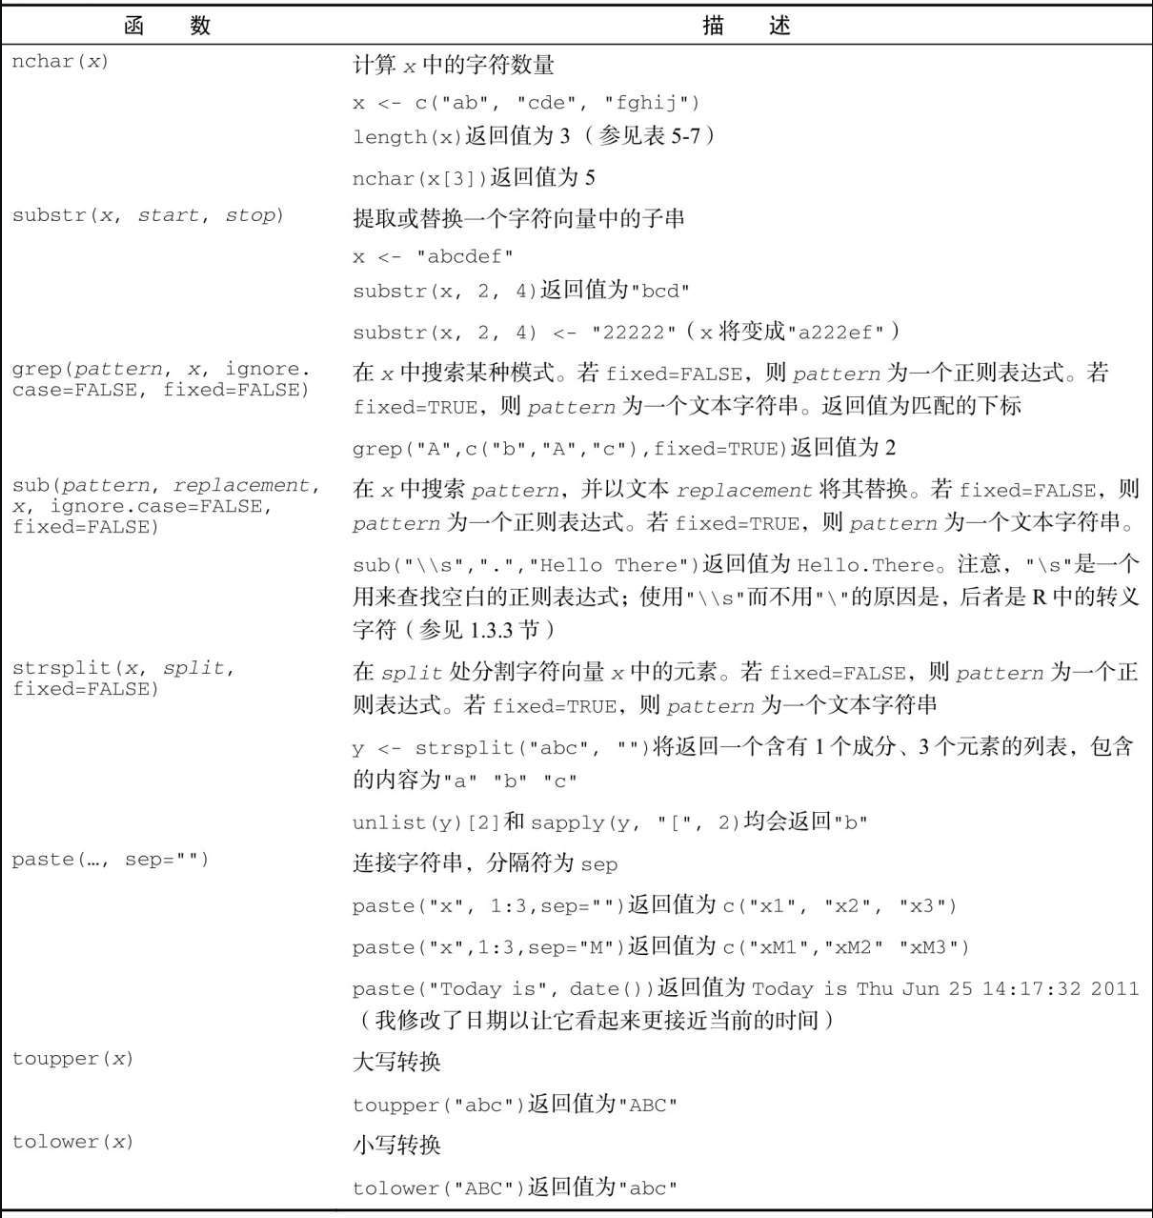 函 数 描 述
nchar(x) 计算 x 中的字符数量
x <- c("ab", "cde", "fghij")
length(x)返回值为 3（参见表 5-7）
nchar(x[3])返回值为 5
substr(x, start, stop) 提取或替换一个字符向量中的子串
x <- "abcdef"
substr(x, 2, 4)返回值为"bcd"
substr(x, 2, 4) <- "22222"（x 将变成"a222ef"）
grep(pattern, x, ignore. 在 x 中搜索某种模式。若 fixed=FALSE，则 pattern 为一个正则表达式。若
case=FALSE, fixed=FALSE) fixed=TRUE，则 pattern 为一个文本字符串。返回值为匹配的下标
grep("A",c("b","A","c"),fixed=TRUE)返回值为 2
sub(pattern, replacement, 在 x 中搜索 pattern，并以文本 replacement 将其替换。若 fixed=FALSE，则
x, ignore.case=FALSE, pattern 为一个正则表达式。若 fixed=TRUE，则 pattern 为一个文本字符串。
fixed=FALSE)
sub("\\s",".","Hello There")返回值为 Hello.There。注意，"\s"是一个
用来查找空白的正则表达式；使用"\\s"而不用"\"的原因是，后者是 R 中的转义
字符（参见 1.3.3 节）
strsplit(x, split, 在 split 处分割字符向量 x 中的元素。若 fixed=FALSE，则 pattern 为一个正
fixed=FALSE) 则表达式。若 fixed=TRUE，则 pattern 为一个文本字符串
y <- strsplit("abc", "")将返回一个含有 1 个成分、3 个元素的列表，包含
的内容为"a" "b" "c"
unlist(y)[2]和 sapply(y, "[", 2)均会返回"b"
paste(…, sep="") 连接字符串，分隔符为 sep
paste("x", 1:3,sep="")返回值为 c("x1", "x2", "x3")
paste("x",1:3,sep="M")返回值为 c("xM1","xM2" "xM3")
paste("Today is", date())返回值为 Today is Thu Jun 25 14:17:32 2011
（我修改了日期以让它看起来更接近当前的时间）
toupper(x) 大写转换
toupper("abc")返回值为"ABC"
tolower(x) 小写转换
tolower("ABC")返回值为"abc"